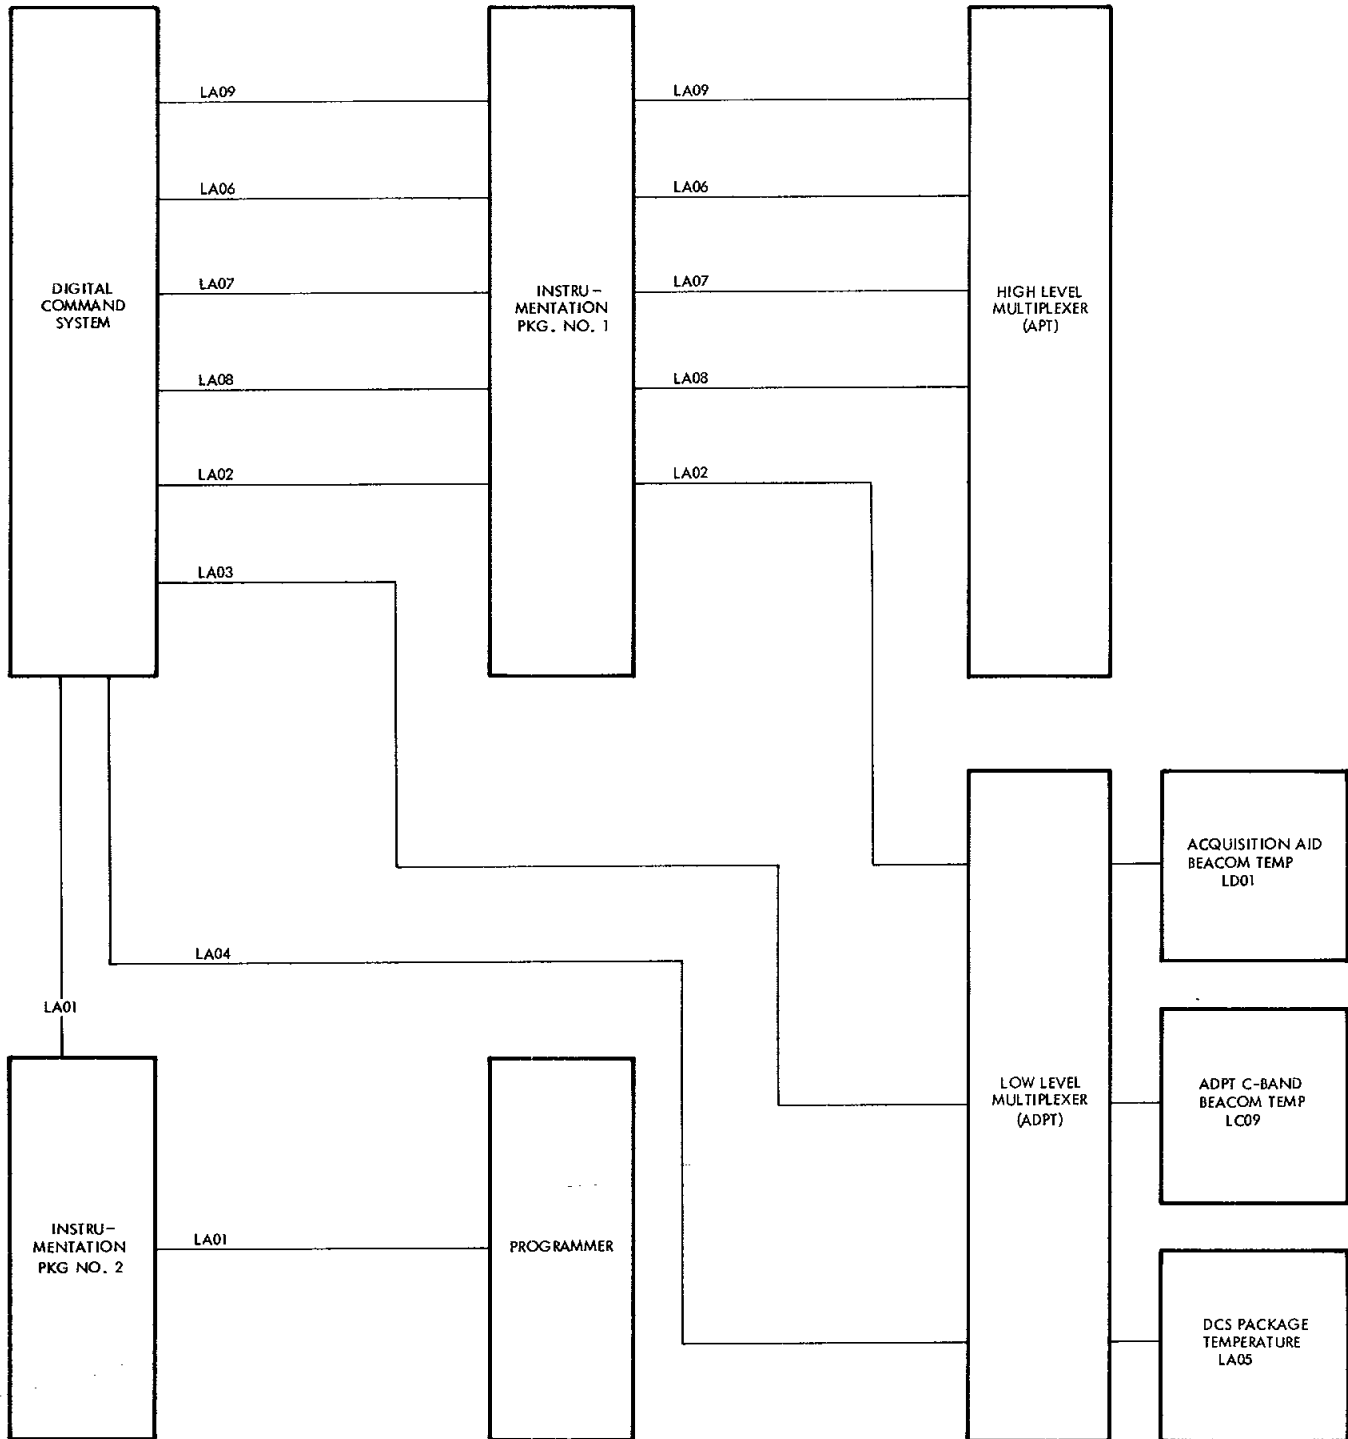 LA09
LA09
LA06
LA06
DIGITAL
COMMAND
SYSTEM
LA07
INSTRU-
MENTATION
PKG. NO. 1
LA07
HIGH LEVEL
MULTIPLEXER
(APT)
LA08
LA08
LA02
LA02
LA03
ACQUISITION AID
BEACOM TEMP
LD01
LA04
LA01
LOW LEVEL
MULTIPLEXER
(ADPT)
ADPT C-BAND
BEACOM TEMP
LC09
INSTRU-
MENTATION
PKG NO. 2
LA01
PROGRAMMER
DCS PACKAGE
TEMPERATURE
LA05